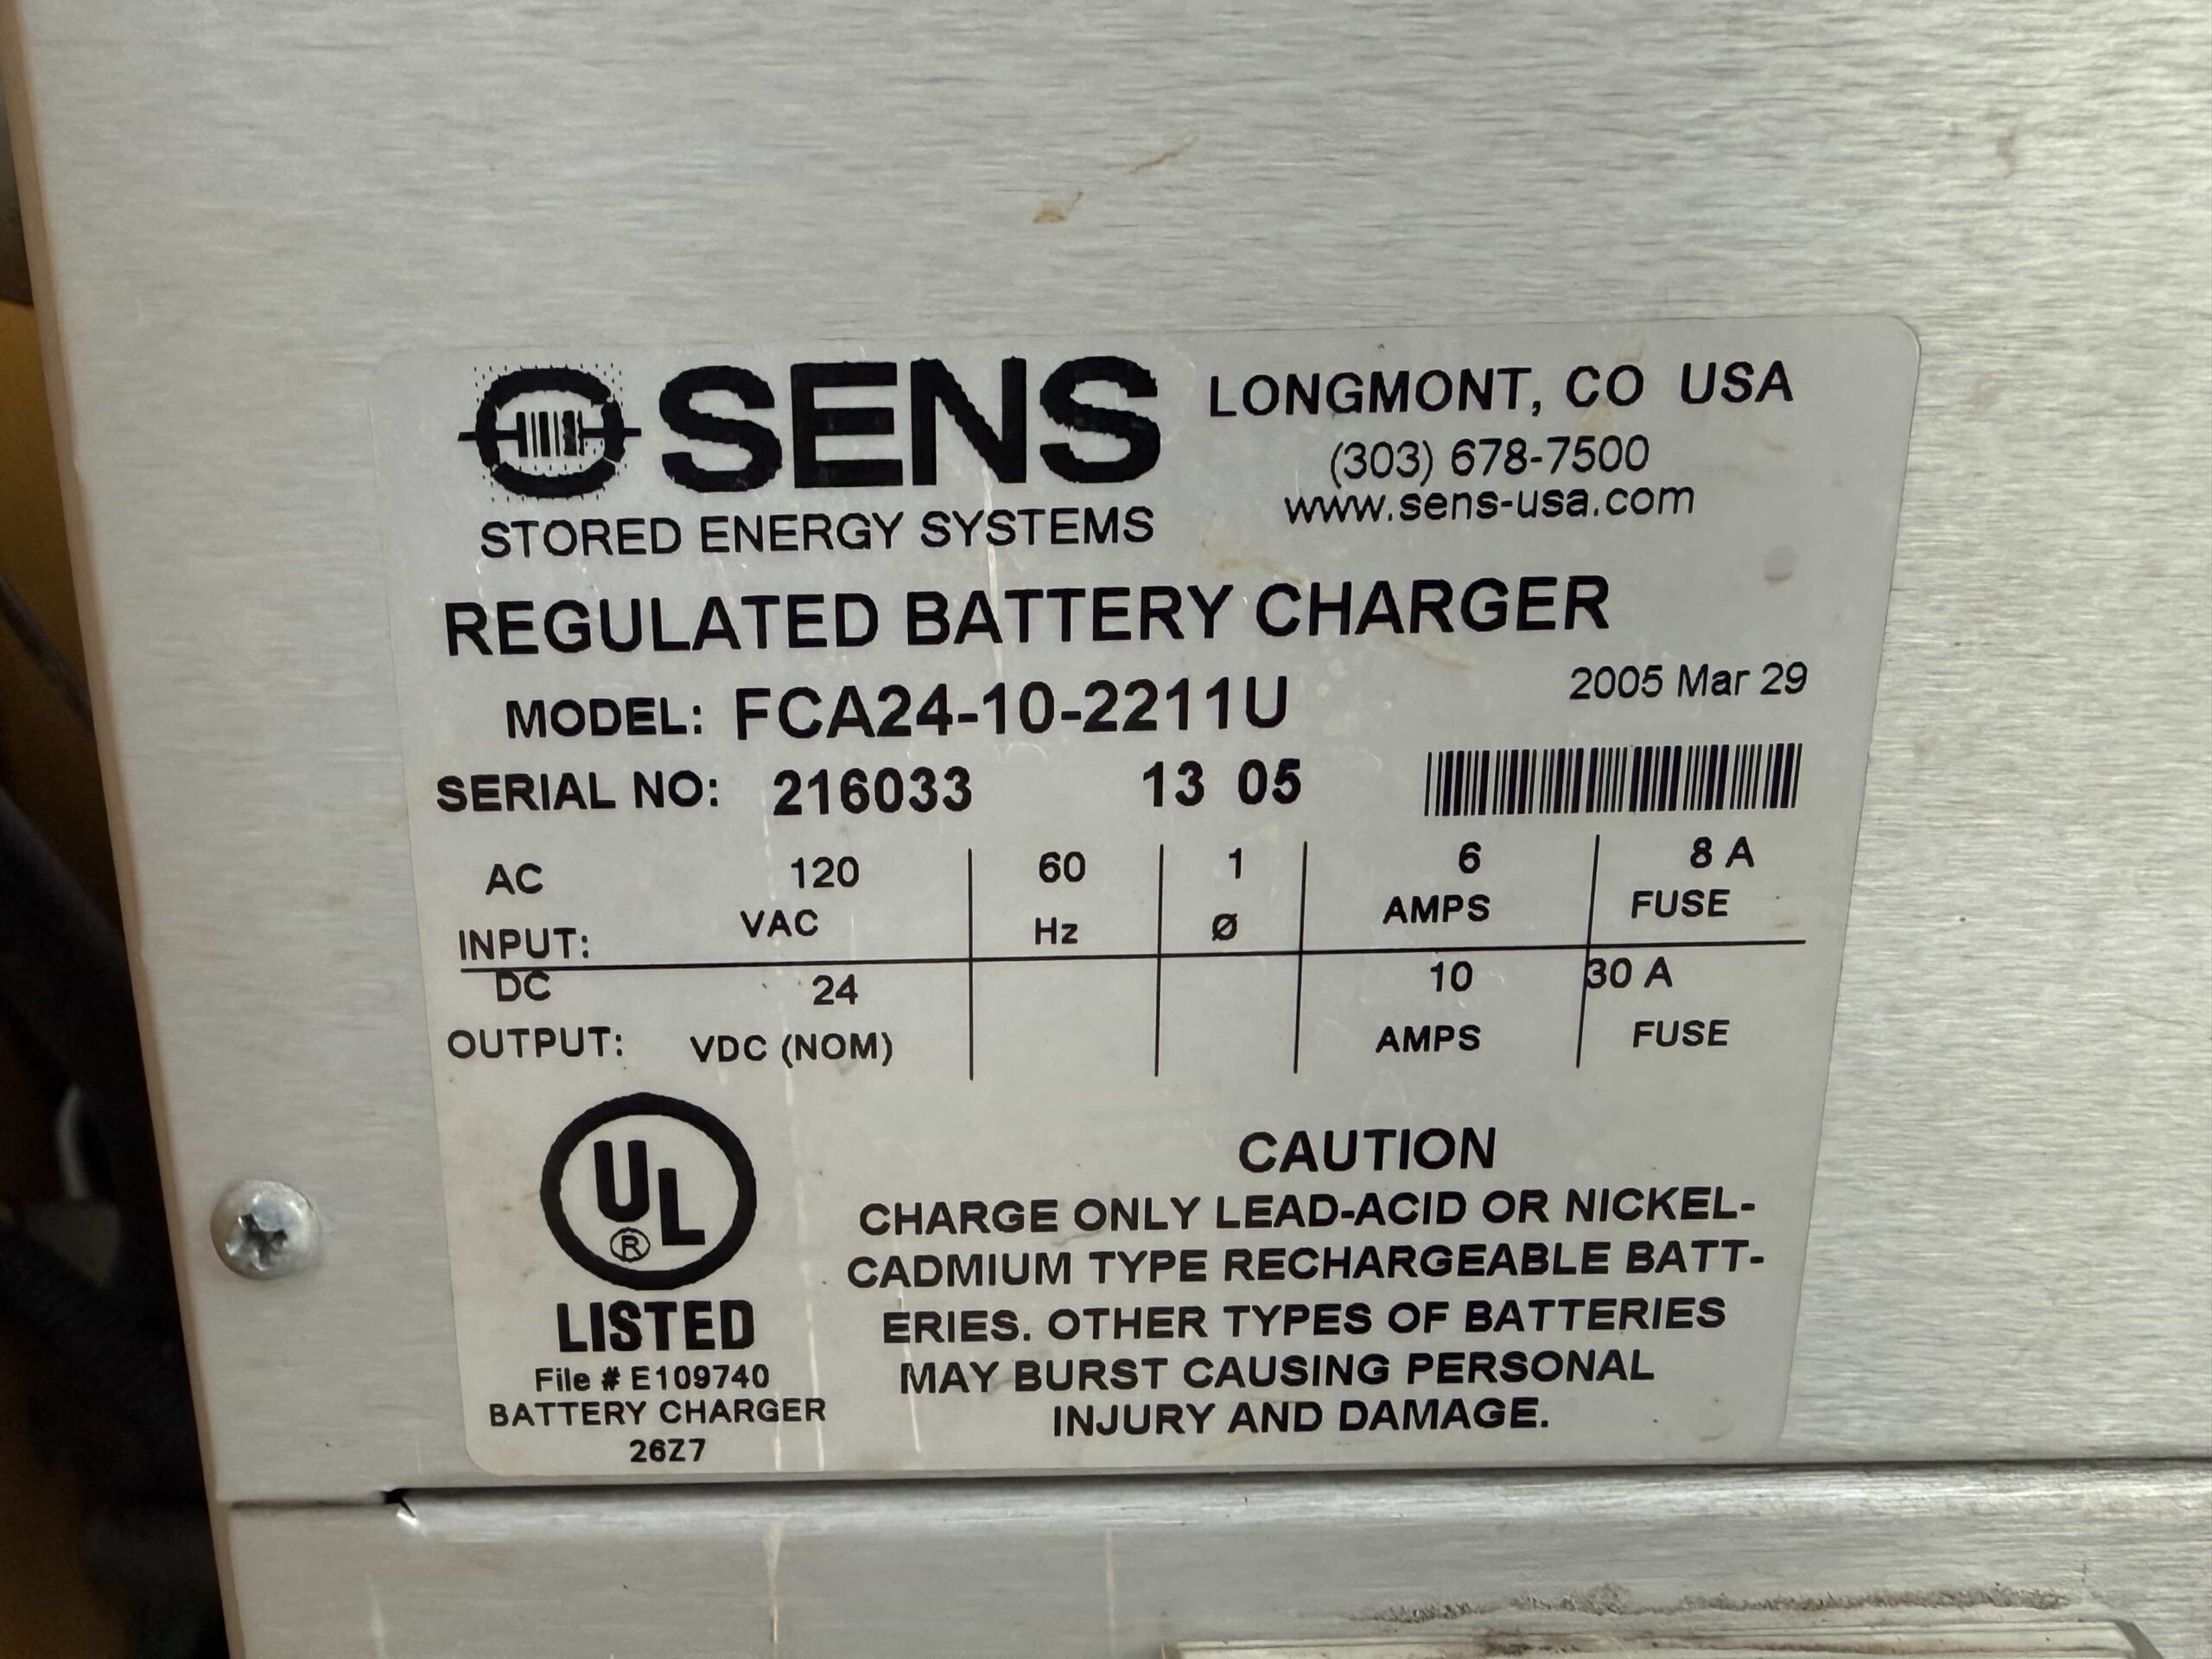 SENS LONGMONT, CO USA
(303) 678-7500
www.sens-usa.com
STORED ENERGY SYSTEMS
REGULATED BATTERY CHARGER
2005 Mar 29
MODEL: FCA24-10-2211U
SERIAL NO: 216033 13 05
AC 120 60 1 6 8 A
INPUT: VAC Hz Ø AMPS FUSE
DC 24 10 30 A
OUTPUT: VDC (NOM) AMPS FUSE
UL
®
LISTED
File # E109740
BATTERY CHARGER
26Z7
CAUTION
CHARGE ONLY LEAD-ACID OR NICKEL-
CADMIUM TYPE RECHARGEABLE BATT-
ERIES. OTHER TYPES OF BATTERIES
MAY BURST CAUSING PERSONAL
INJURY AND DAMAGE.